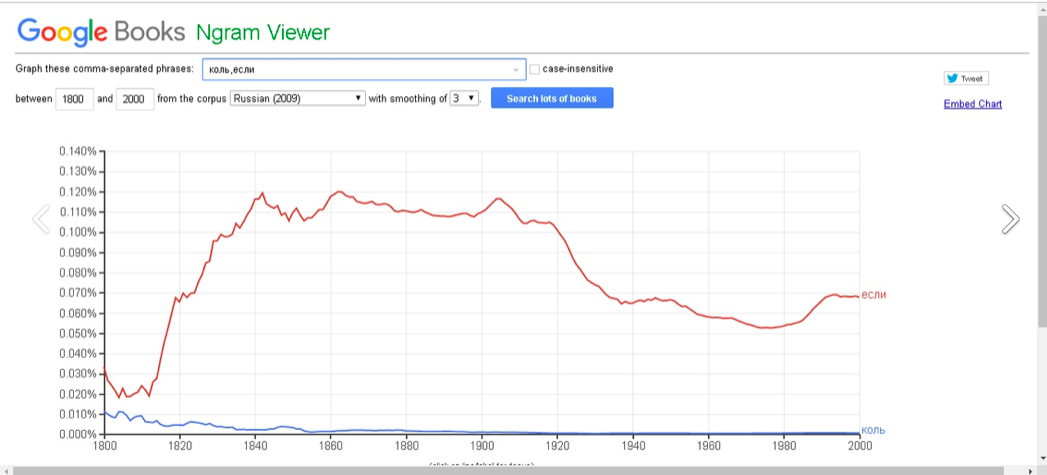 Google Books Ngram Viewer
Graph these comma-separated phrases: коль,если case-insensitive
Tweet
between 1800 and 2000 from the corpus Russian (2009) with smoothing of 3 . Search lots of books
Embed Chart
0.140%
0.130%
0.120%
0.110%
0.100%
0.090%
0.080%
0.070%
0.060%
0.050%
0.040%
0.030%
0.020%
0.010%
0.000%
если
коль
1800 1820 1840 1860 1880 1900 1920 1940 1960 1980 2000